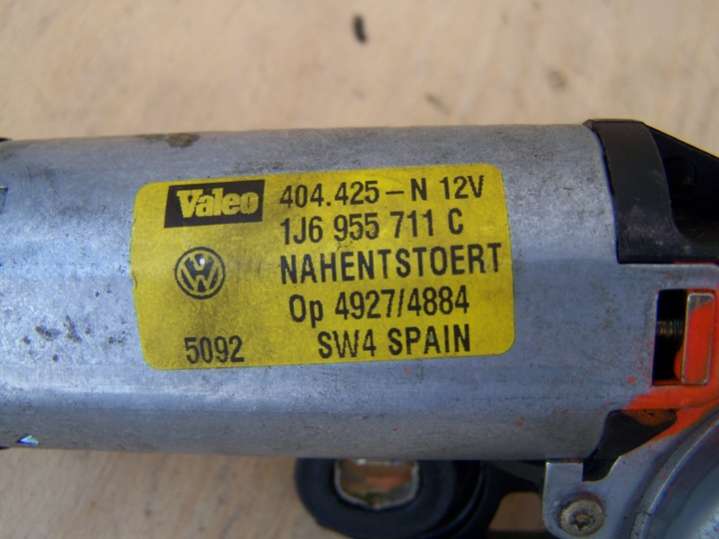 Valeo 404.425-N 12V
1J6 955 711 C
NAHENTSTOERT
Op 4927/4884
5092 SW4 SPAIN